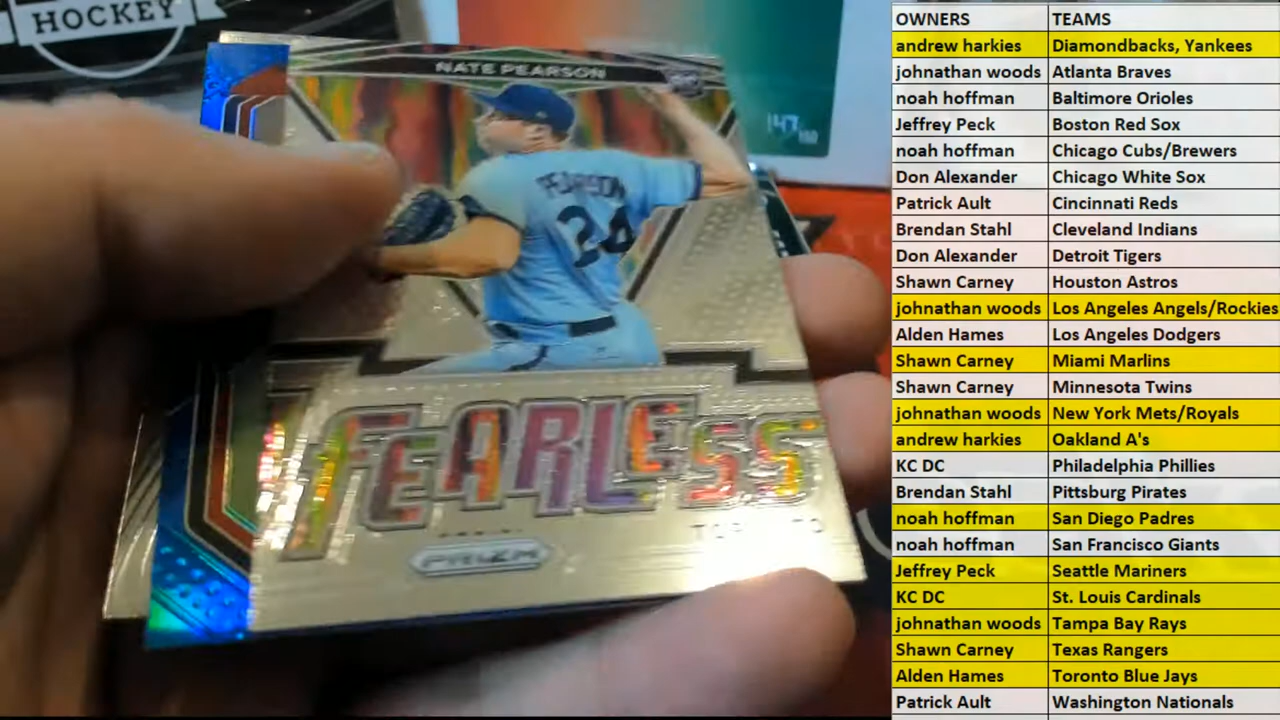 HOCKEY
NATE PEARSON
RC
147
PEARSON
24
FEARLESS
PANINI
PRIZM
OWNERS TEAMS
andrew harkies Diamondbacks, Yankees
johnathan woods Atlanta Braves
noah hoffman Baltimore Orioles
Jeffrey Peck Boston Red Sox
noah hoffman Chicago Cubs/Brewers
Don Alexander Chicago White Sox
Patrick Ault Cincinnati Reds
Brendan Stahl Cleveland Indians
Don Alexander Detroit Tigers
Shawn Carney Houston Astros
johnathan woods Los Angeles Angels/Rockies
Alden Hames Los Angeles Dodgers
Shawn Carney Miami Marlins
Shawn Carney Minnesota Twins
johnathan woods New York Mets/Royals
andrew harkies Oakland A's
KC DC Philadelphia Phillies
Brendan Stahl Pittsburg Pirates
noah hoffman San Diego Padres
noah hoffman San Francisco Giants
Jeffrey Peck Seattle Mariners
KC DC St. Louis Cardinals
johnathan woods Tampa Bay Rays
Shawn Carney Texas Rangers
Alden Hames Toronto Blue Jays
Patrick Ault Washington Nationals